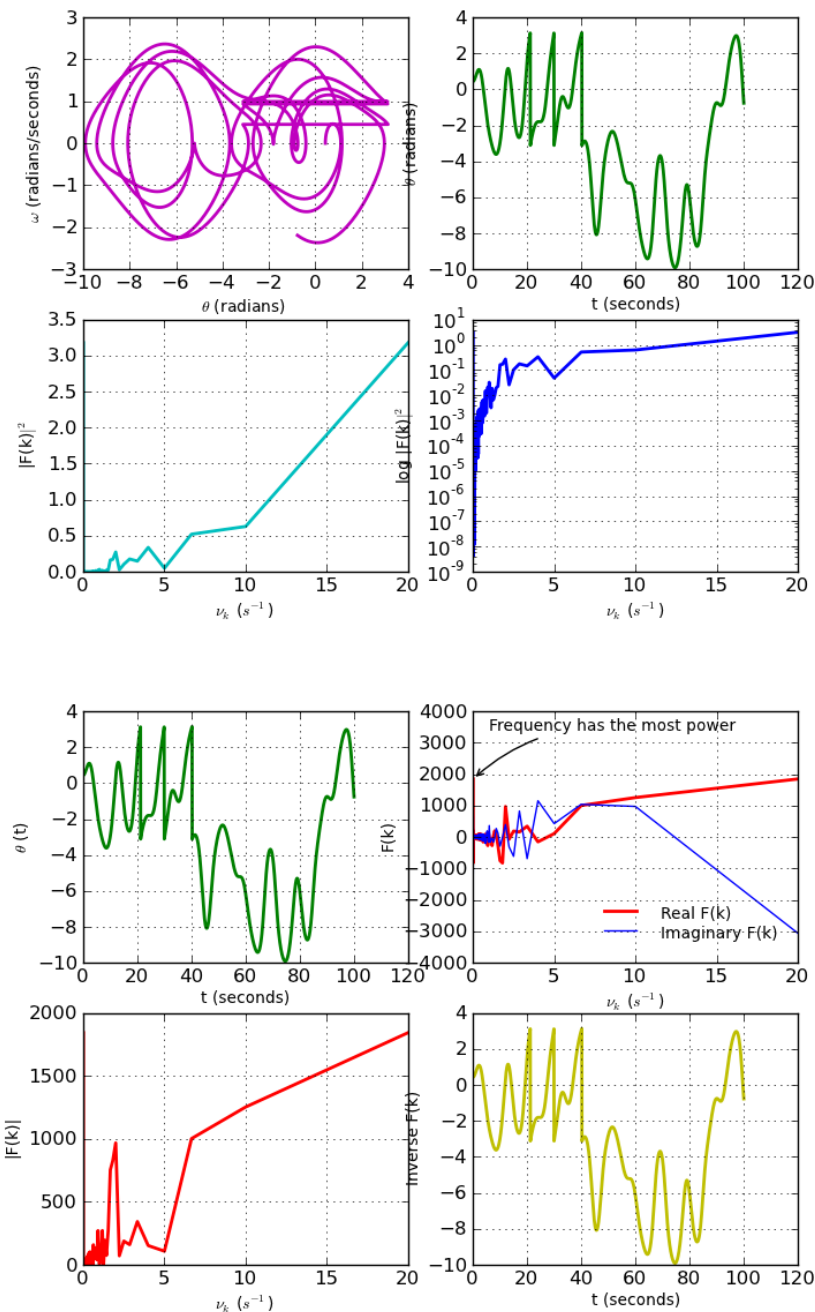 3
2
1
0
−1
−2
−3
ω (radians/seconds)
−10 −8 −6 −4 −2 0 2 4
θ (radians)
4
2
0
−2
−4
−6
−8
−10
θ (radians)
0 20 40 60 80 100 120
t (seconds)
3.5
3.0
2.5
2.0
1.5
1.0
0.5
0.0
|F(k)|²
0 5 10 15 20
ν_k (s⁻¹)
10¹
10⁰
10⁻¹
10⁻²
10⁻³
10⁻⁴
10⁻⁵
10⁻⁶
10⁻⁷
10⁻⁸
10⁻⁹
log |F(k)|²
0 5 10 15 20
ν_k (s⁻¹)
4
2
0
−2
−4
−6
−8
−10
θ (t)
0 20 40 60 80 100 120
t (seconds)
4000
3000
2000
1000
0
−1000
−2000
−3000
−4000
F(k)
Frequency has the most power
Real F(k)
Imaginary F(k)
0 5 10 15 20
ν_k (s⁻¹)
2000
1500
1000
500
0
|F(k)|
0 5 10 15 20
ν_k (s⁻¹)
4
2
0
−2
−4
−6
−8
−10
Inverse F(k)
0 20 40 60 80 100 120
t (seconds)